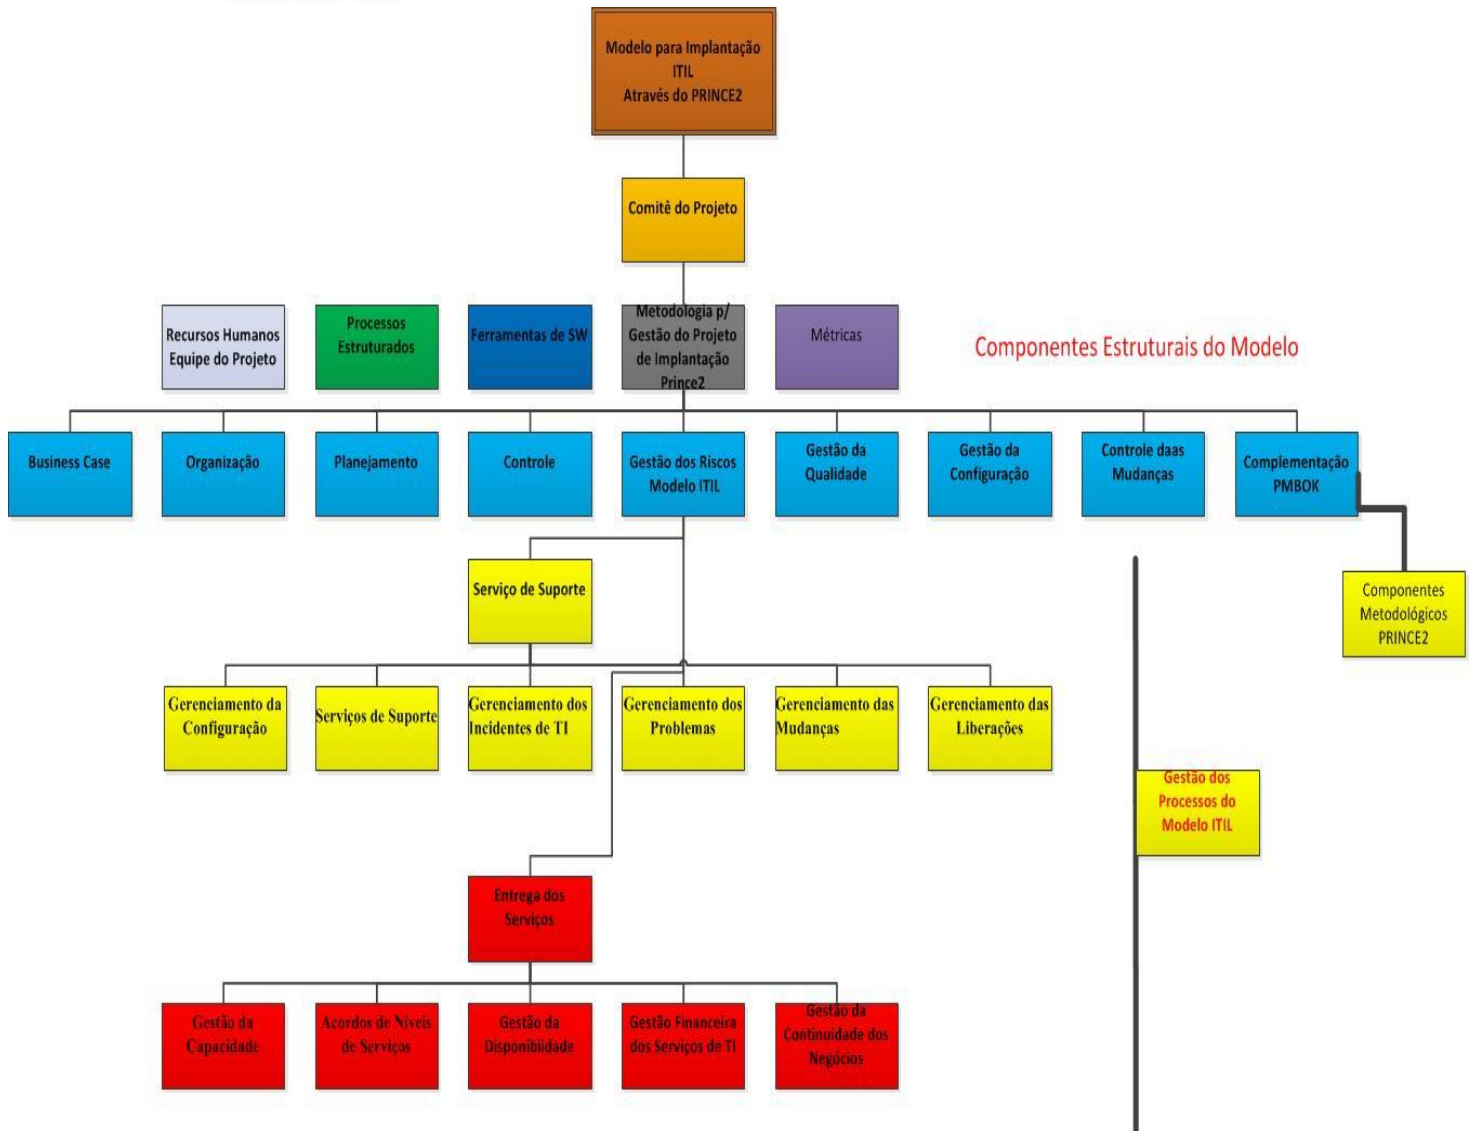 Modelo para Implantação
ITIL
Através do PRINCE2
Comitê do Projeto
Recursos Humanos
Equipe do Projeto
Processos
Estruturados
Ferramentas de SW
Metodologia p/
Gestão do Projeto
de Implantação
Prince2
Métricas
Componentes Estruturais do Modelo
Business Case
Organização
Planejamento
Controle
Gestão dos Riscos
Modelo ITIL
Gestão da
Qualidade
Gestão da
Configuração
Controle daas
Mudanças
Complementação
PMBOK
Componentes
Metodológicos
PRINCE2
Serviço de Suporte
Gerenciamento da
Configuração
Serviços de Suporte
Gerenciamento dos
Incidentes de TI
Gerenciamento dos
Problemas
Gerenciamento das
Mudanças
Gerenciamento das
Liberações
Gestão dos
Processos do
Modelo ITIL
Entrega dos
Serviços
Gestão da
Capacidade
Acordos de Níveis
de Serviços
Gestão da
Disponibiidade
Gestão Financeira
dos Serviços de TI
Gestão da
Continuidade dos
Negócios